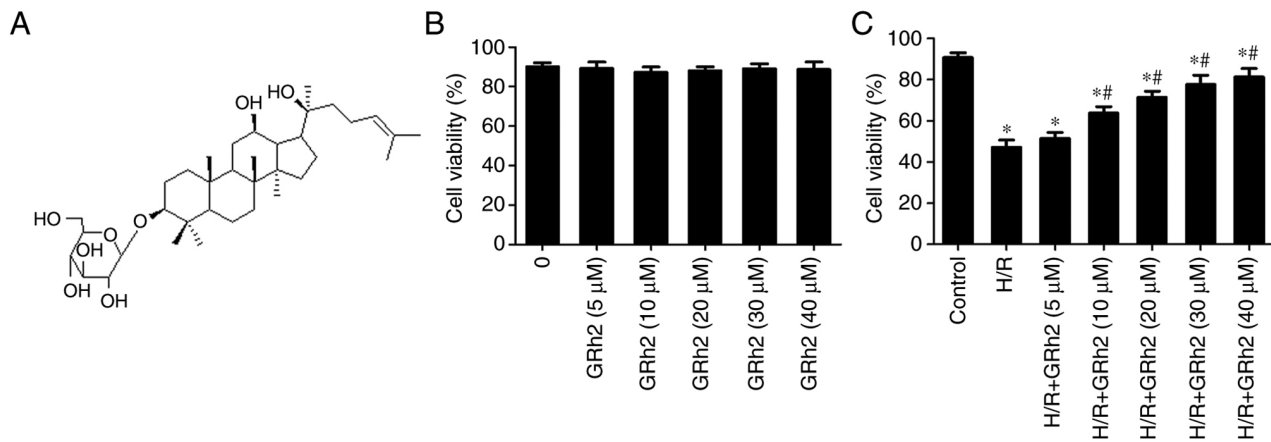 A
OH
HO
HO
O
O
OH
OH
OH
B
Cell viability (%)
100
80
60
40
20
0
0
GRh2 (5 μM)
GRh2 (10 μM)
GRh2 (20 μM)
GRh2 (30 μM)
GRh2 (40 μM)
C
Cell viability (%)
100
80
60
40
20
0
*
*
*#
*#
*#
*#
Control
H/R
H/R+GRh2 (5 μM)
H/R+GRh2 (10 μM)
H/R+GRh2 (20 μM)
H/R+GRh2 (30 μM)
H/R+GRh2 (40 μM)